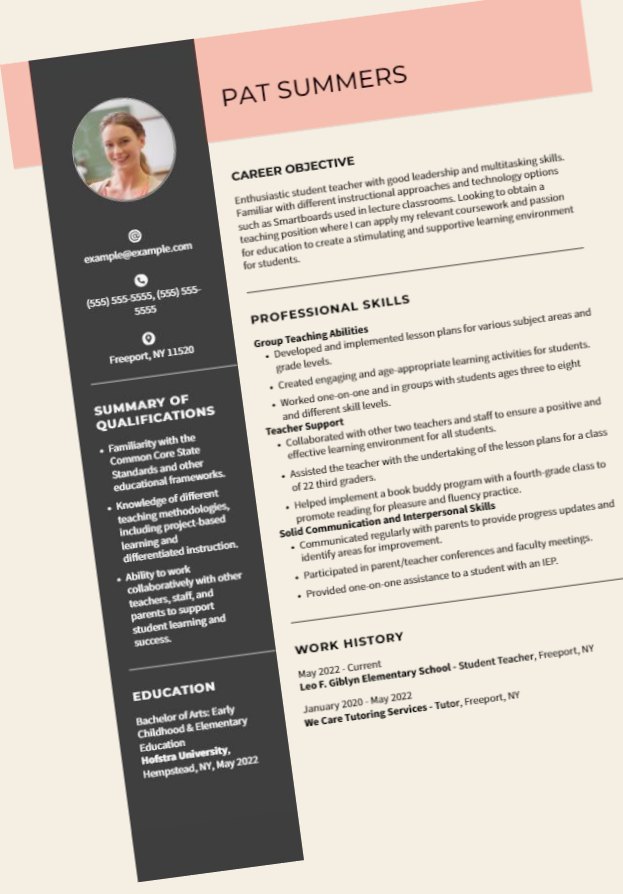 PAT SUMMERS
example@example.com
(555) 555-5555, (555) 555-
5555
Freeport, NY 11520
SUMMARY OF
QUALIFICATIONS
• Familiarity with the
Common Core State
Standards and other
educational frameworks.
• Knowledge of different
teaching methodologies,
including project-based
learning and
differentiated instruction.
• Ability to work
collaboratively with other
teachers, staff, and
parents to support
student learning and
success.
EDUCATION
Bachelor of Arts: Early
Childhood & Elementary
Education
Hofstra University,
Hempstead, NY, May 2022
CAREER OBJECTIVE
Enthusiastic student teacher with good leadership and multitasking skills.
Familiar with different instructional approaches and technology options
such as Smartboards used in lecture classrooms. Looking to obtain a
teaching position where I can apply my relevant coursework and passion
for education to create a stimulating and supportive learning environment
for students.
PROFESSIONAL SKILLS
Group Teaching Abilities
• Developed and implemented lesson plans for various subject areas and
grade levels.
• Created engaging and age-appropriate learning activities for students.
• Worked one-on-one and in groups with students ages three to eight
and different skill levels.
Teacher Support
• Collaborated with other two teachers and staff to ensure a positive and
effective learning environment for all students.
• Assisted the teacher with the undertaking of the lesson plans for a class
of 22 third graders.
• Helped implement a book buddy program with a fourth-grade class to
promote reading for pleasure and fluency practice.
Solid Communication and Interpersonal Skills
• Communicated regularly with parents to provide progress updates and
identify areas for improvement.
• Participated in parent/teacher conferences and faculty meetings.
• Provided one-on-one assistance to a student with an IEP.
WORK HISTORY
May 2022 - Current
Leo F. Giblyn Elementary School - Student Teacher, Freeport, NY
January 2020 - May 2022
We Care Tutoring Services - Tutor, Freeport, NY